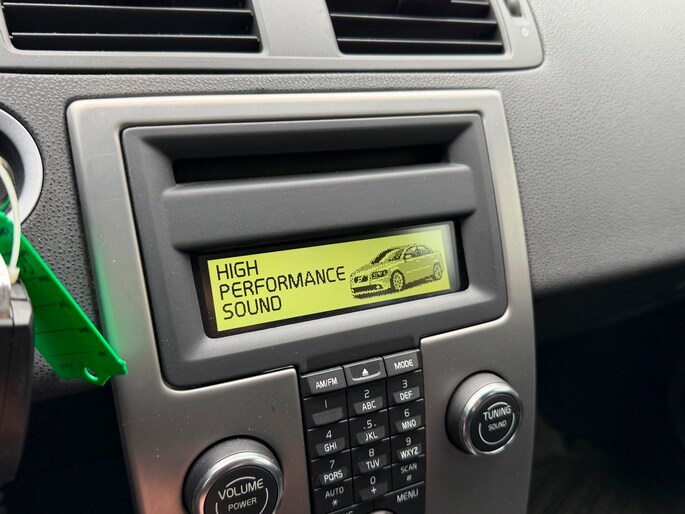 HIGH
PERFORMANCE
SOUND
AM/FM
MODE
1
2
ABC
3
DEF
4
GHI
5
JKL
6
MNO
7
PQRS
8
TUV
9
WXYZ
AUTO
*
0
+
SCAN
#
MENU
VOLUME
POWER
TUNING
SOUND